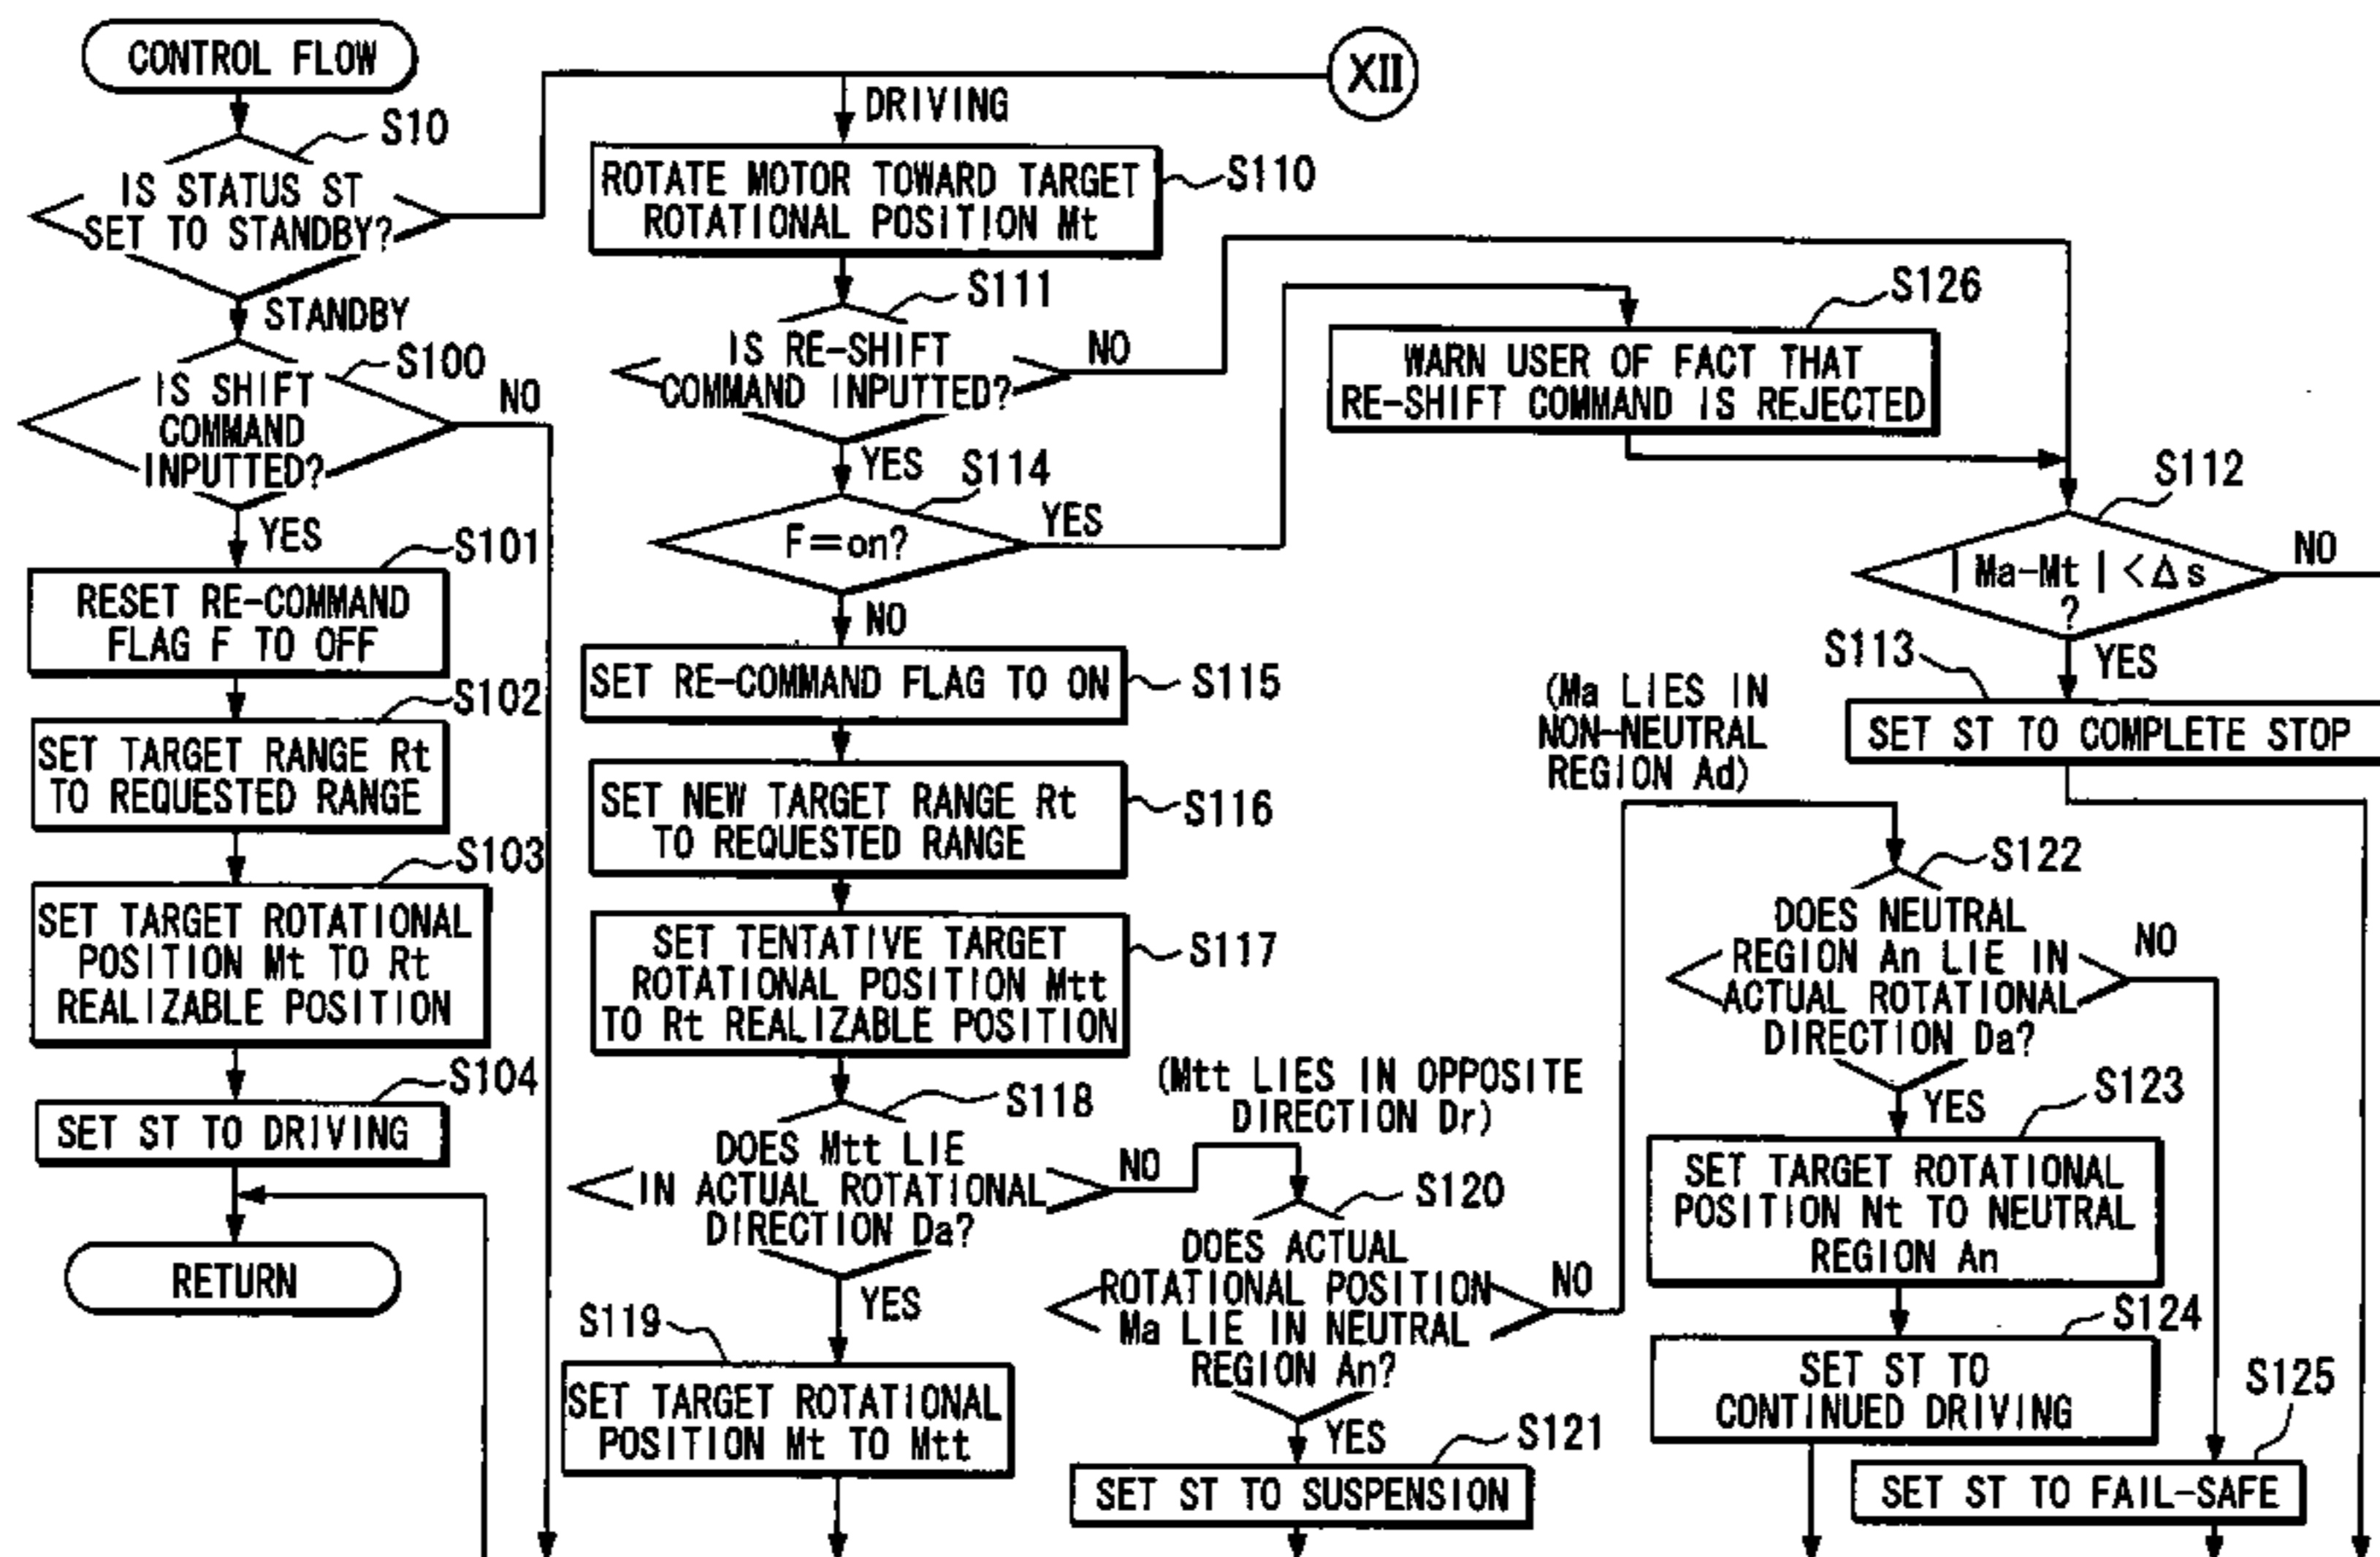 CONTROL FLOW
S10
IS STATUS ST
SET TO STANDBY?
STANDBY
S100
IS SHIFT
COMMAND
INPUTTED?
NO
YES
S101
RESET RE-COMMAND
FLAG F TO OFF
S102
SET TARGET RANGE Rt
TO REQUESTED RANGE
S103
SET TARGET ROTATIONAL
POSITION Mt TO Rt
REALIZABLE POSITION
S104
SET ST TO DRIVING
RETURN
XII
DRIVING
ROTATE MOTOR TOWARD TARGET
ROTATIONAL POSITION Mt
S110
S111
IS RE-SHIFT
COMMAND INPUTTED?
NO
YES
S114
F=on?
YES
NO
SET RE-COMMAND FLAG TO ON
S115
SET NEW TARGET RANGE Rt
TO REQUESTED RANGE
S116
SET TENTATIVE TARGET
ROTATIONAL POSITION Mtt
TO Rt REALIZABLE POSITION
S117
S118
DOES Mtt LIE
IN ACTUAL ROTATIONAL
DIRECTION Da?
NO
YES
S119
SET TARGET ROTATIONAL
POSITION Mt TO Mtt
(Mtt LIES IN OPPOSITE
DIRECTION Dr)
S120
DOES ACTUAL
ROTATIONAL POSITION
Ma LIE IN NEUTRAL
REGION An?
NO
YES
S121
SET ST TO SUSPENSION
S126
WARN USER OF FACT THAT
RE-SHIFT COMMAND IS REJECTED
S112
|Ma-Mt|<Δs
?
NO
YES
S113
SET ST TO COMPLETE STOP
(Ma LIES IN
NON-NEUTRAL
REGION Ad)
S122
DOES NEUTRAL
REGION An LIE IN
ACTUAL ROTATIONAL
DIRECTION Da?
NO
YES
S123
SET TARGET ROTATIONAL
POSITION Nt TO NEUTRAL
REGION An
S124
SET ST TO
CONTINUED DRIVING
S125
SET ST TO FAIL-SAFE